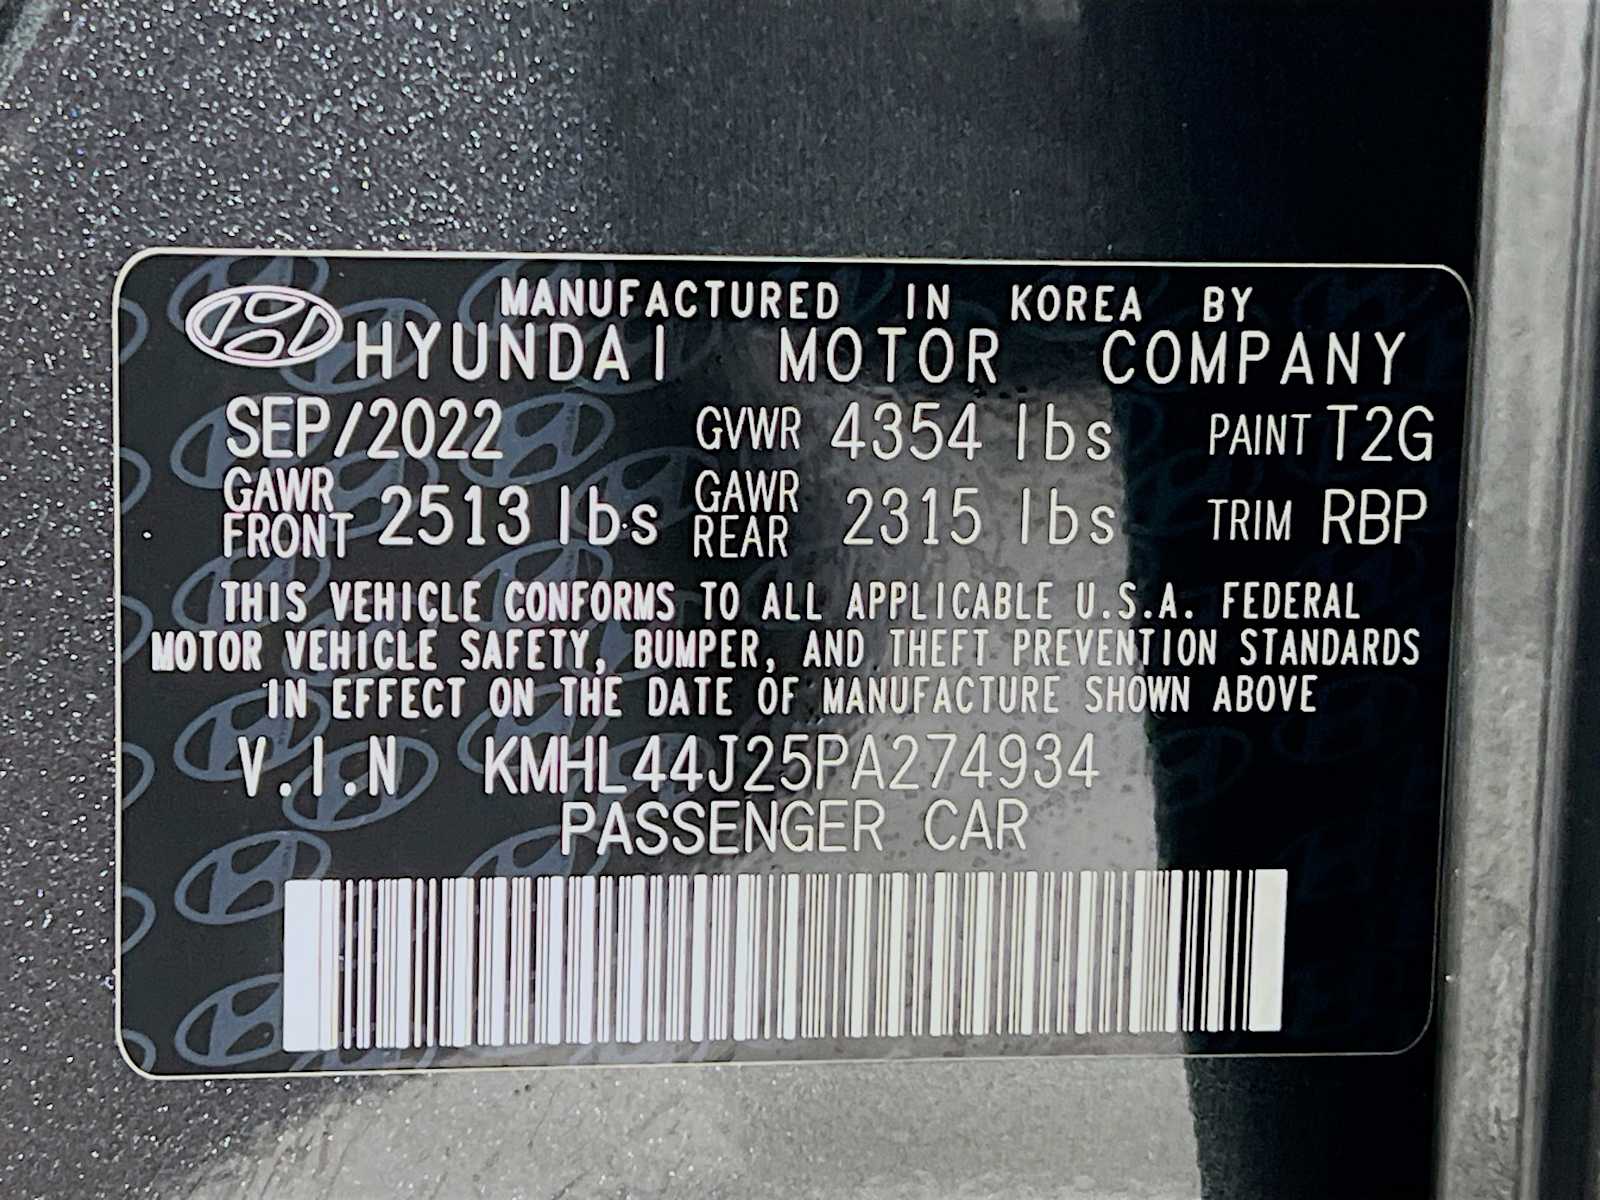 MANUFACTURED IN KOREA BY
HYUNDAI MOTOR COMPANY
SEP/2022 GVWR 4354 lbs PAINT T2G
GAWR FRONT 2513 lbs GAWR REAR 2315 lbs TRIM RBP
THIS VEHICLE CONFORMS TO ALL APPLICABLE U.S.A. FEDERAL
MOTOR VEHICLE SAFETY, BUMPER, AND THEFT PREVENTION STANDARDS
IN EFFECT ON THE DATE OF MANUFACTURE SHOWN ABOVE
V.I.N KMHL44J25PA274934
PASSENGER CAR